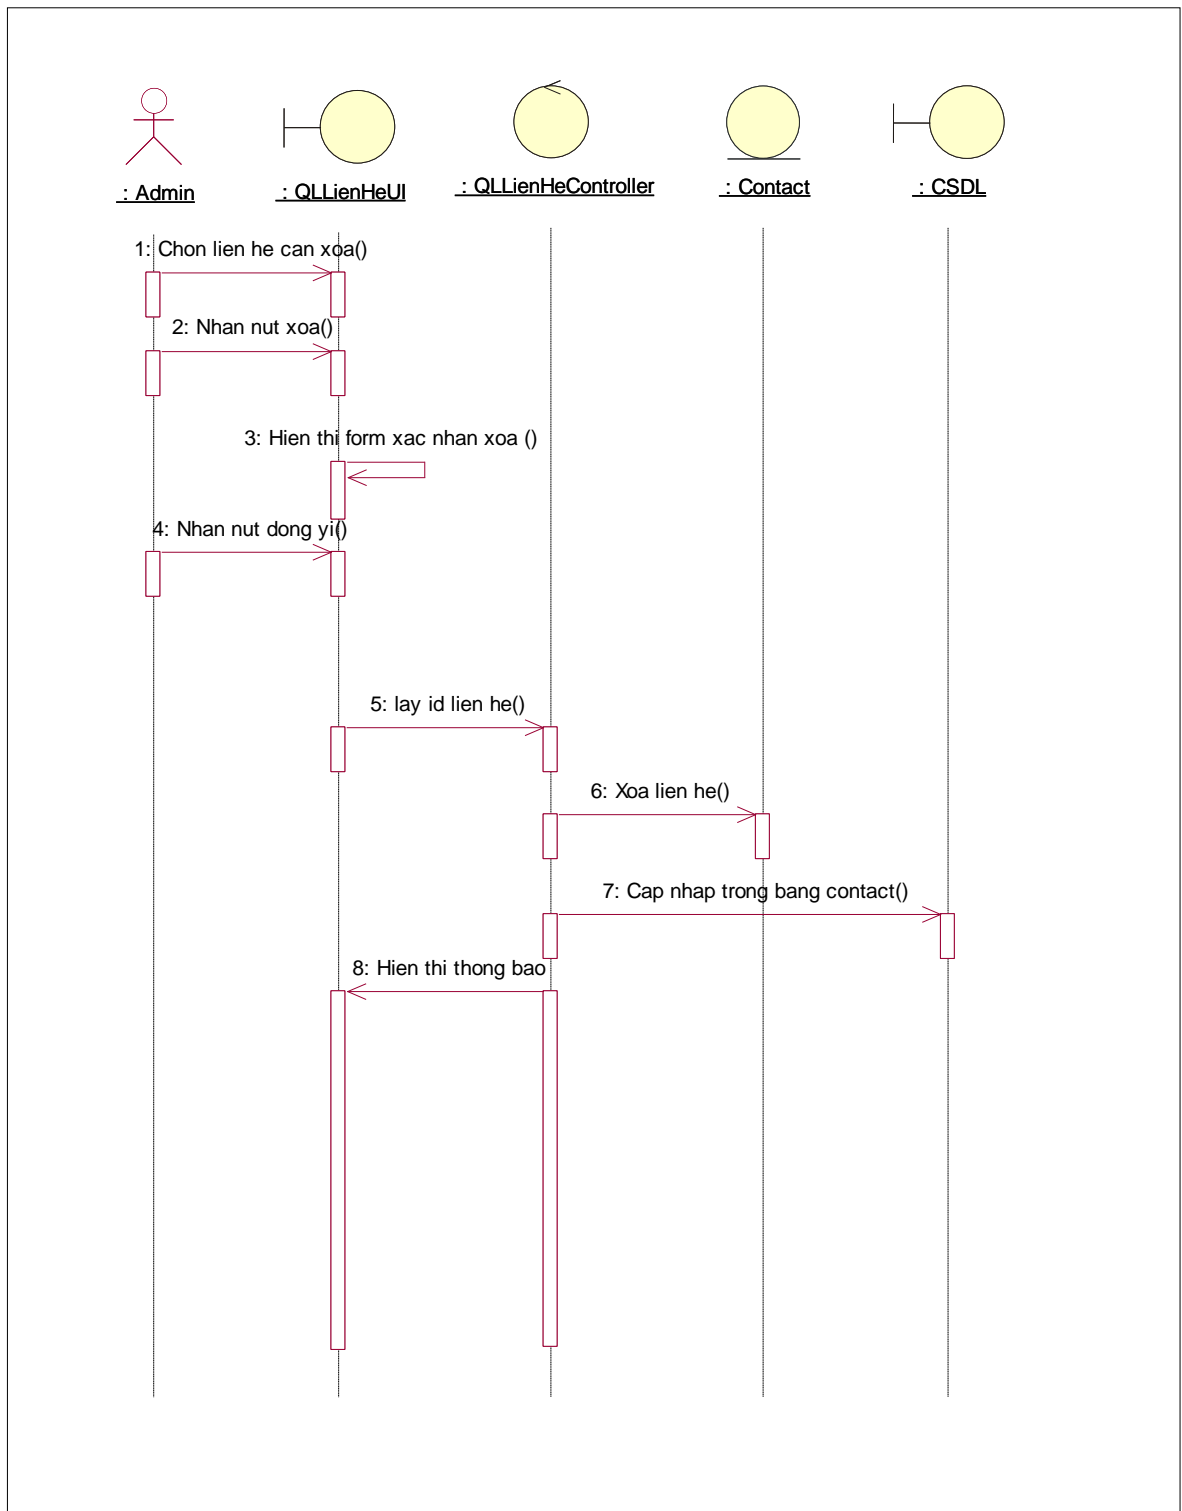 : Admin
: QLLienHeUI
: QLLienHeController
: Contact
: CSDL
1: Chon lien he can xoa()
2: Nhan nut xoa()
3: Hien thi form xac nhan xoa ()
4: Nhan nut dong yi()
5: lay id lien he()
6: Xoa lien he()
7: Cap nhap trong bang contact()
8: Hien thi thong bao